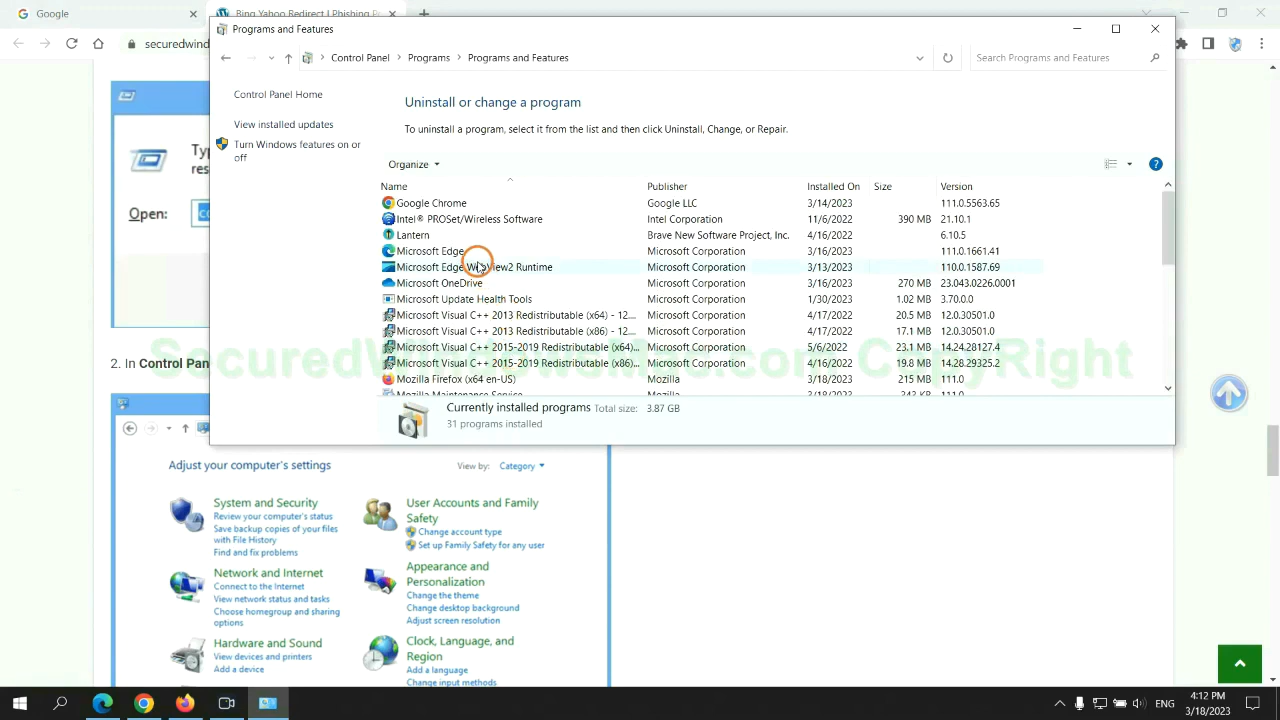 Google
Bing Yahoo Redirect | Phishing P
Programs and Features
securedwind
Control Panel
Programs
Programs and Features
Search Programs and Features
Control Panel Home
View installed updates
Turn Windows features on or
off
Uninstall or change a program
To uninstall a program, select it from the list and then click Uninstall, Change, or Repair.
Organize
Name Publisher Installed On Size Version
Google Chrome Google LLC 3/14/2023 111.0.5563.65
Intel® PROSet/Wireless Software Intel Corporation 11/6/2022 390 MB 21.10.1
Lantern Brave New Software Project, Inc. 4/16/2022 6.10.5
Microsoft Edge Microsoft Corporation 3/16/2023 111.0.1661.41
Microsoft Edge WebView2 Runtime Microsoft Corporation 3/13/2023 110.0.1587.69
Microsoft OneDrive Microsoft Corporation 3/16/2023 270 MB 23.043.0226.0001
Microsoft Update Health Tools Microsoft Corporation 1/30/2023 1.02 MB 3.70.0.0
Microsoft Visual C++ 2013 Redistributable (x64) - 12.... Microsoft Corporation 4/17/2022 20.5 MB 12.0.30501.0
Microsoft Visual C++ 2013 Redistributable (x86) - 12.... Microsoft Corporation 4/17/2022 17.1 MB 12.0.30501.0
Microsoft Visual C++ 2015-2019 Redistributable (x64)... Microsoft Corporation 5/6/2022 23.1 MB 14.24.28127.4
Microsoft Visual C++ 2015-2019 Redistributable (x86)... Microsoft Corporation 4/16/2022 19.8 MB 14.28.29325.2
Mozilla Firefox (x64 en-US) Mozilla 3/18/2023 215 MB 111.0
Mozilla Maintenance Service Mozilla 3/18/2023 343 KB 111.0
Currently installed programs Total size: 3.87 GB
31 programs installed
Typ
res
Open:
2. In Control Pan
CopyRight
Adjust your computer's settings
View by: Category
System and Security
Review your computer's status
Save backup copies of your files
with File History
Find and fix problems
Network and Internet
Connect to the Internet
View network status and tasks
Choose homegroup and sharing
options
Hardware and Sound
View devices and printers
Add a device
User Accounts and Family
Safety
Change account type
Set up Family Safety for any user
Appearance and
Personalization
Change the theme
Change desktop background
Adjust screen resolution
Clock, Language, and
Region
Add a language
Change input methods
ENG
4:12 PM
3/18/2023